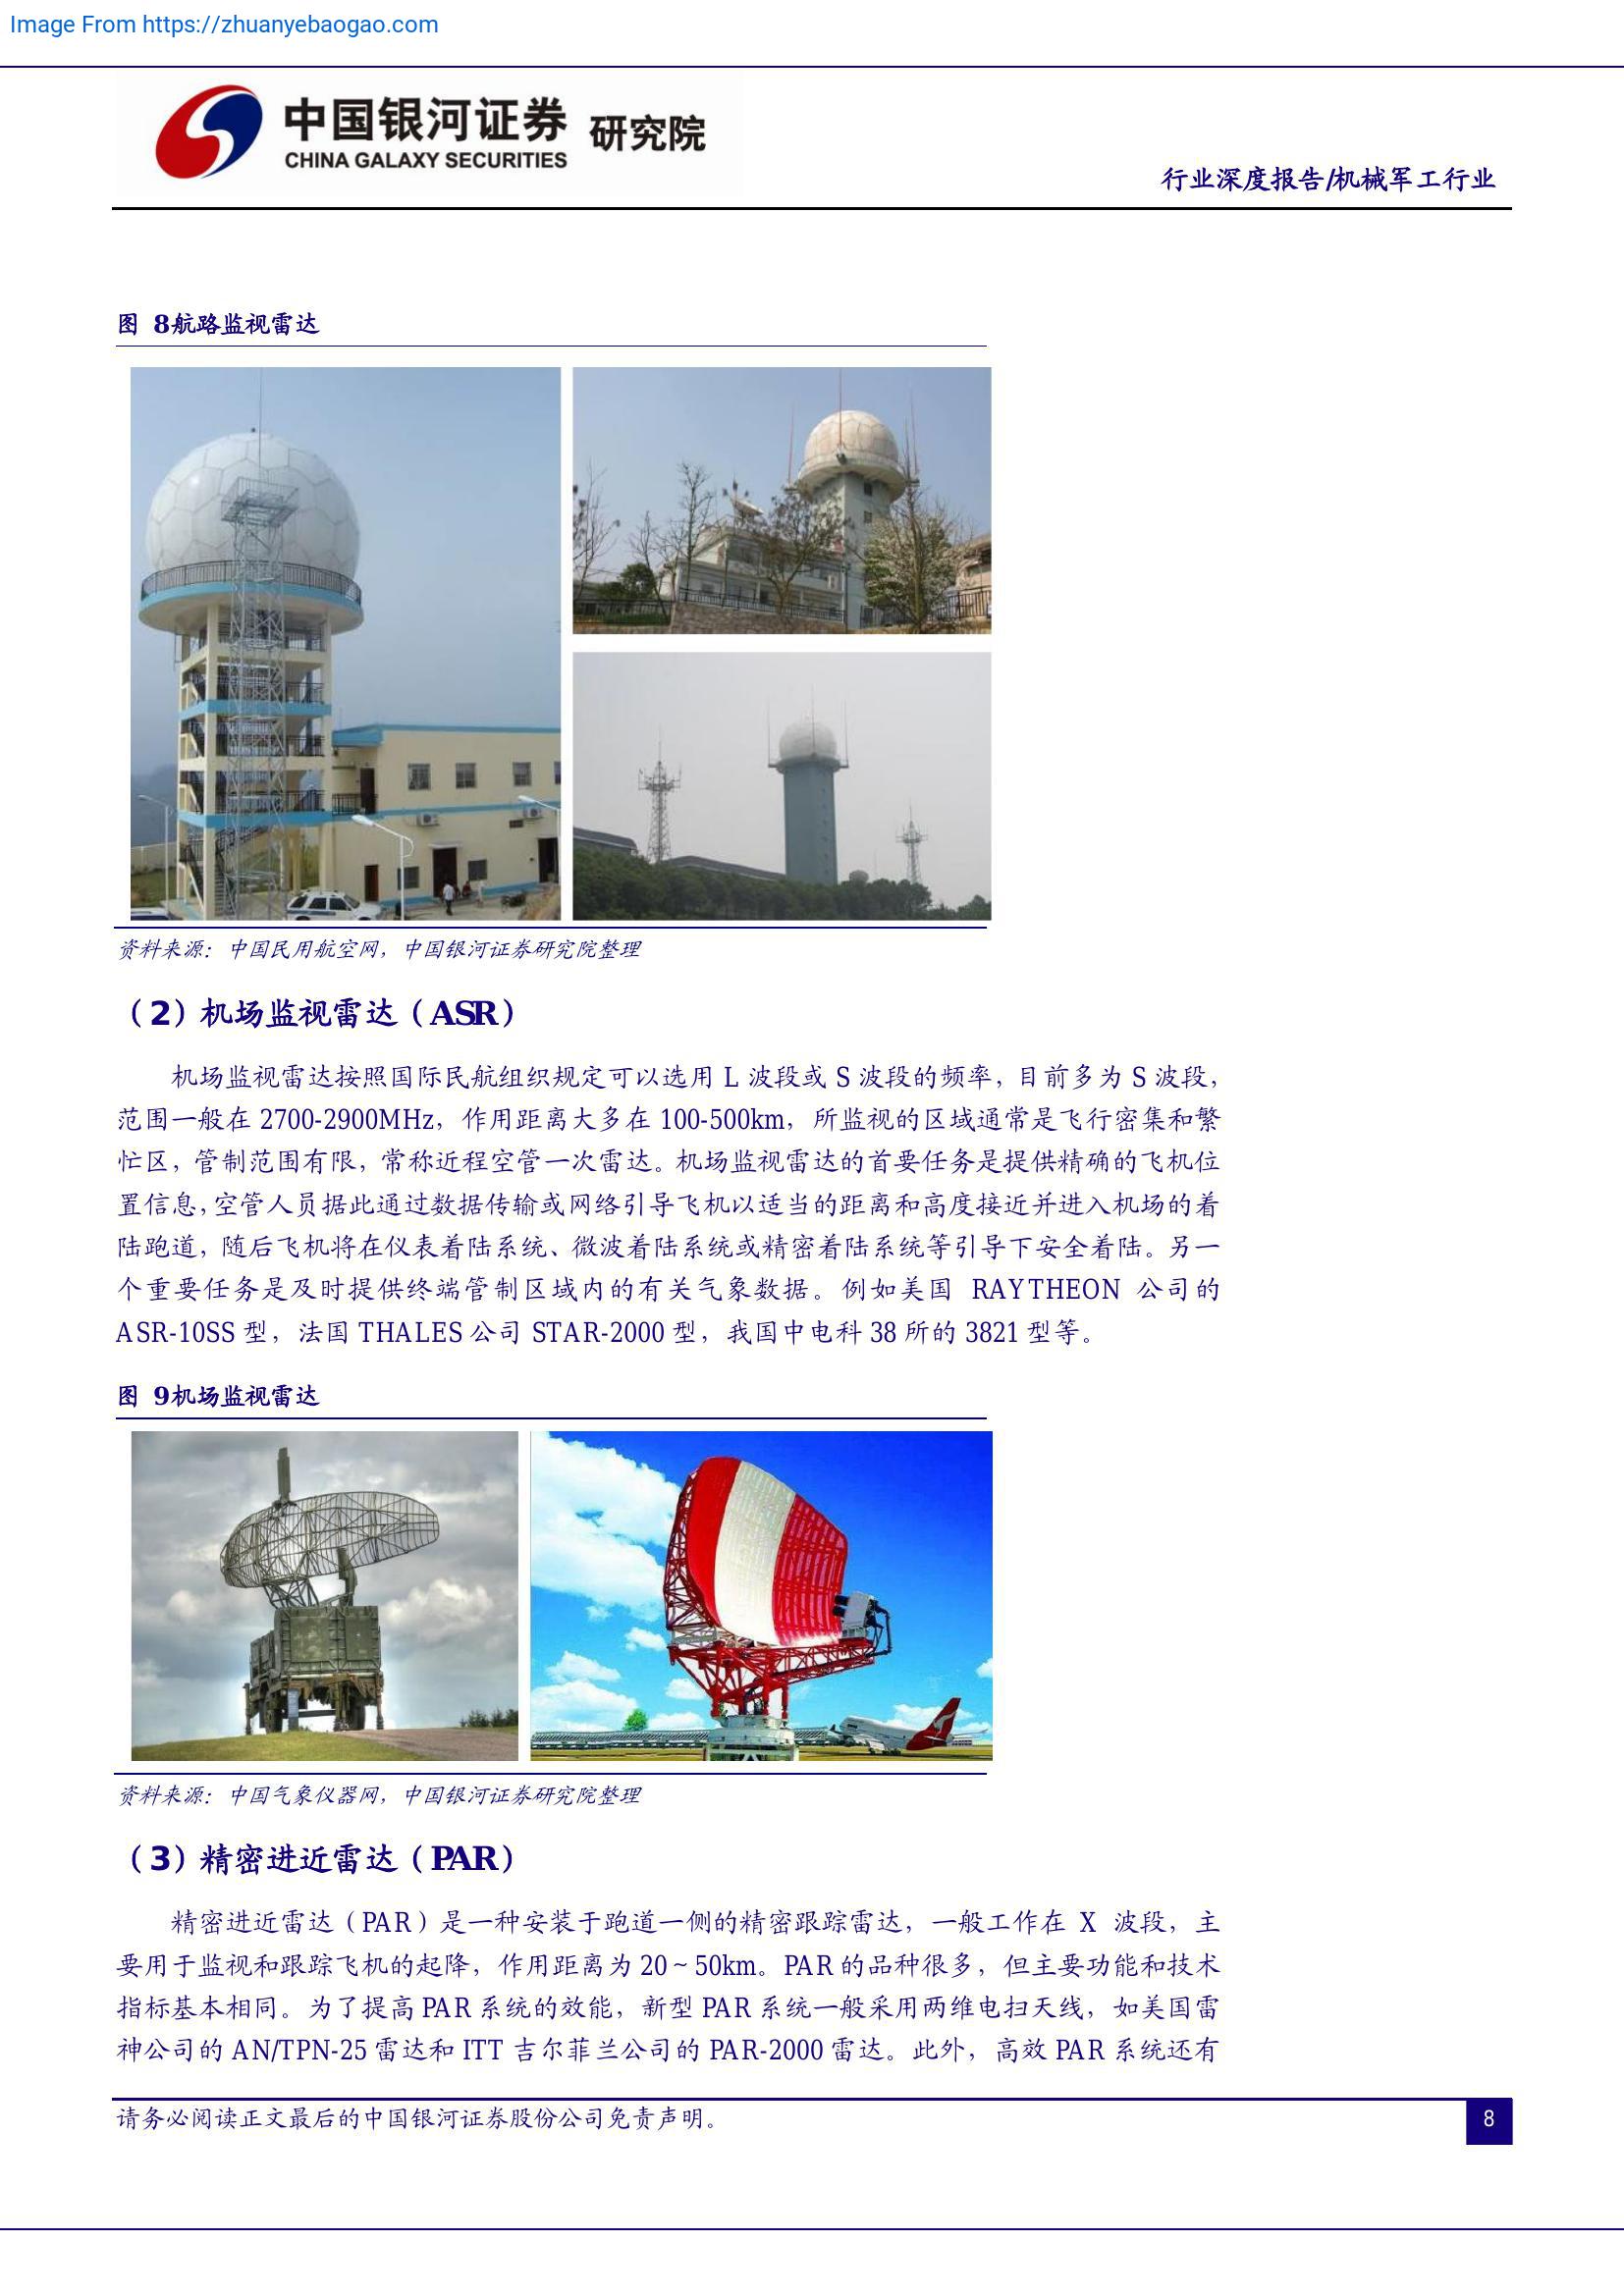 Image From https://zhuanyebaogao.com
中国银河证券 研究院
CHINA GALAXY SECURITIES
行业深度报告/机械军工行业
图 8航路监视雷达
资料来源：中国民用航空网，中国银河证券研究院整理
（2）机场监视雷达（ASR）
机场监视雷达按照国际民航组织规定可以选用 L 波段或 S 波段的频率，目前多为 S 波段，
范围一般在 2700-2900MHz，作用距离大多在 100-500km，所监视的区域通常是飞行密集和繁
忙区，管制范围有限，常称近程空管一次雷达。机场监视雷达的首要任务是提供精确的飞机位
置信息，空管人员据此通过数据传输或网络引导飞机以适当的距离和高度接近并进入机场的着
陆跑道，随后飞机将在仪表着陆系统、微波着陆系统或精密着陆系统等引导下安全着陆。另一
个重要任务是及时提供终端管制区域内的有关气象数据。例如美国 RAYTHEON 公司的
ASR-10SS 型，法国 THALES 公司 STAR-2000 型，我国中电科 38 所的 3821 型等。
图 9机场监视雷达
资料来源：中国气象仪器网，中国银河证券研究院整理
（3）精密进近雷达（PAR）
精密进近雷达（PAR）是一种安装于跑道一侧的精密跟踪雷达，一般工作在 X 波段，主
要用于监视和跟踪飞机的起降，作用距离为 20～50km。PAR 的品种很多，但主要功能和技术
指标基本相同。为了提高 PAR 系统的效能，新型 PAR 系统一般采用两维电扫天线，如美国雷
神公司的 AN/TPN-25 雷达和 ITT 吉尔菲兰公司的 PAR-2000 雷达。此外，高效 PAR 系统还有
请务必阅读正文最后的中国银河证券股份公司免责声明。
8